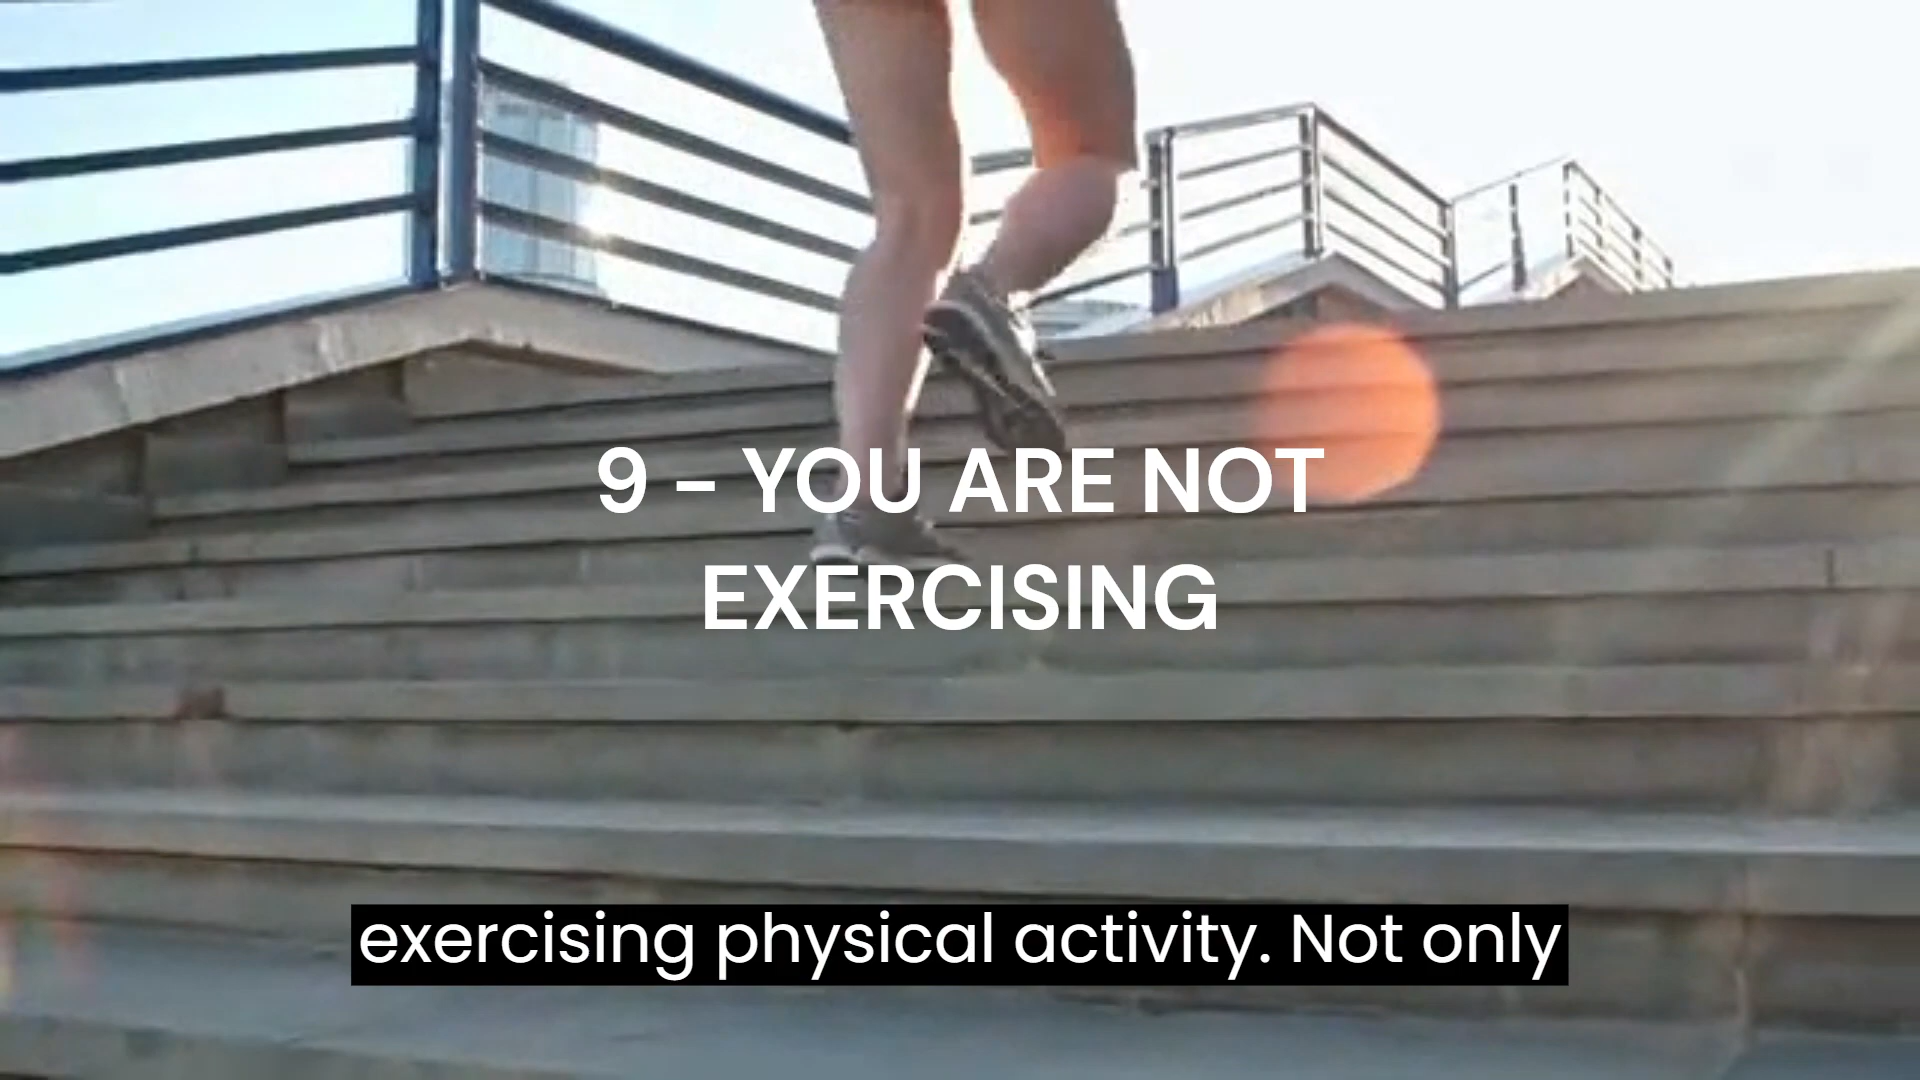 9 - YOU ARE NOT
EXERCISING
exercising physical activity. Not only